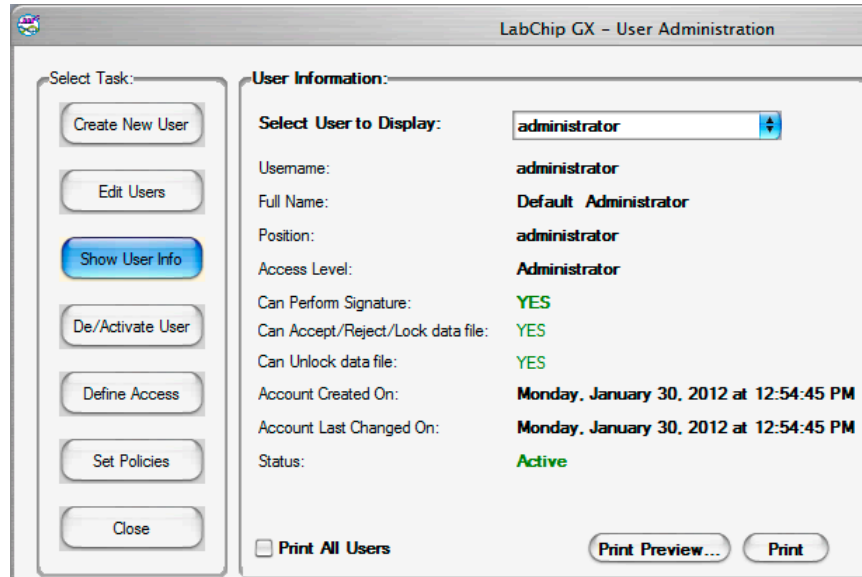 LabChip GX – User Administration
Select Task:
Create New User
Edit Users
Show User Info
De/Activate User
Define Access
Set Policies
Close
User Information:
Select User to Display: administrator
Username: administrator
Full Name: Default Administrator
Position: administrator
Access Level: Administrator
Can Perform Signature: YES
Can Accept/Reject/Lock data file: YES
Can Unlock data file: YES
Account Created On: Monday, January 30, 2012 at 12:54:45 PM
Account Last Changed On: Monday, January 30, 2012 at 12:54:45 PM
Status: Active
Print All Users
Print Preview...
Print